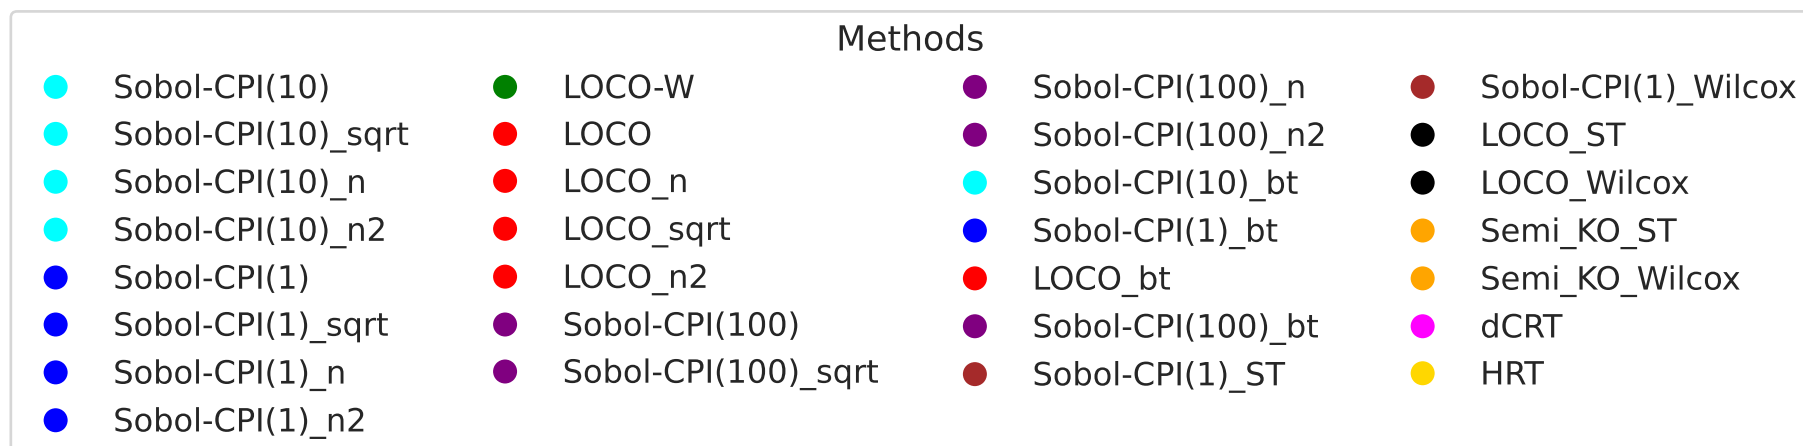 Methods
Sobol-CPI(10)
Sobol-CPI(10)_sqrt
Sobol-CPI(10)_n
Sobol-CPI(10)_n2
Sobol-CPI(1)
Sobol-CPI(1)_sqrt
Sobol-CPI(1)_n
Sobol-CPI(1)_n2
LOCO-W
LOCO
LOCO_n
LOCO_sqrt
LOCO_n2
Sobol-CPI(100)
Sobol-CPI(100)_sqrt
Sobol-CPI(100)_n
Sobol-CPI(100)_n2
Sobol-CPI(10)_bt
Sobol-CPI(1)_bt
LOCO_bt
Sobol-CPI(100)_bt
Sobol-CPI(1)_ST
Sobol-CPI(1)_Wilcox
LOCO_ST
LOCO_Wilcox
Semi_KO_ST
Semi_KO_Wilcox
dCRT
HRT